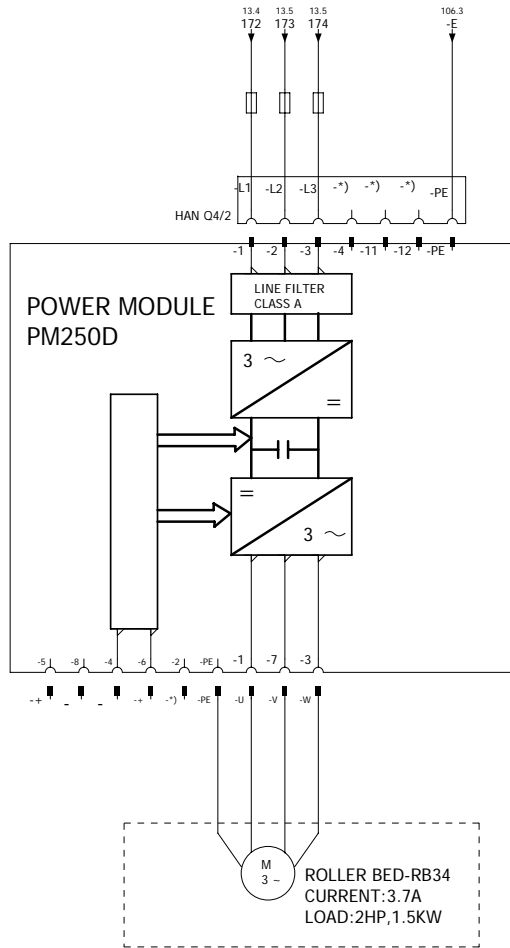 13.4 13.5 13.5 106.3
172 173 174 -E
-L1 -L2 -L3 -*) -*) -*) -PE
HAN Q4/2
-1 -2 -3 -4 -11 -12 -PE
LINE FILTER
CLASS A
POWER MODULE
PM250D
3 ~
=
=
3 ~
-5 -8 -4 -6 -2 -PE -1 -7 -3
-+ - - -+ -*) -PE -U -V -W
M
3 ~
ROLLER BED-RB34
CURRENT:3.7A
LOAD:2HP,1.5KW